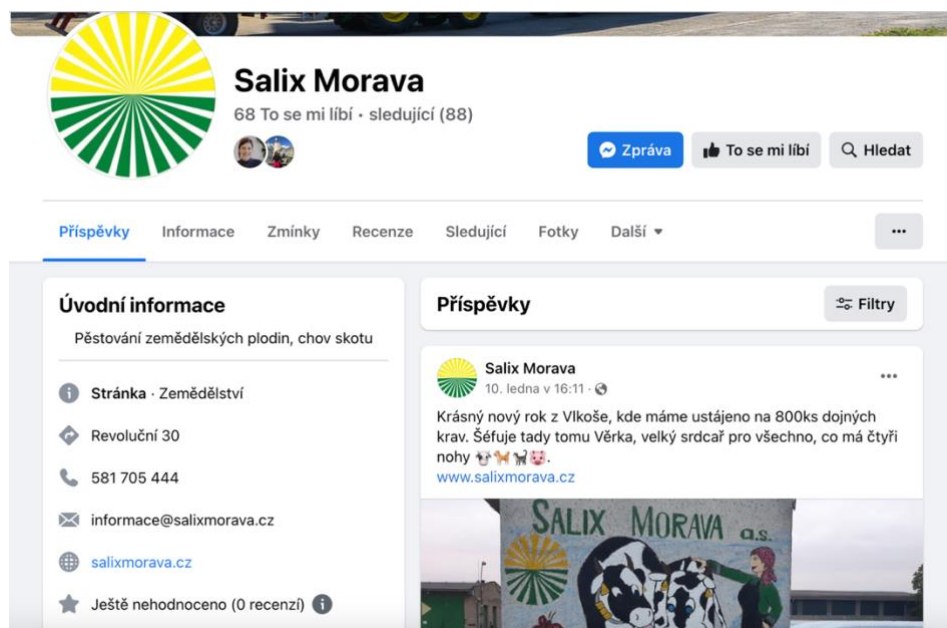 Salix Morava
68 To se mi líbí · sledující (88)
Zpráva
To se mi líbí
Hledat
Příspěvky
Informace
Zmínky
Recenze
Sledující
Fotky
Další
Úvodní informace
Pěstování zemědělských plodin, chov skotu
Stránka · Zemědělství
Revoluční 30
581 705 444
informace@salixmorava.cz
salixmorava.cz
Ještě nehodnoceno (0 recenzí)
Příspěvky
Filtry
Salix Morava
10. ledna v 16:11 ·
Krásný nový rok z Vlkoše, kde máme ustájeno na 800ks dojných
krav. Šéfuje tady tomu Věrka, velký srdcař pro všechno, co má čtyři
nohy 🐮🐕🐈🐷.
www.salixmorava.cz
SALIX MORAVA a.s.